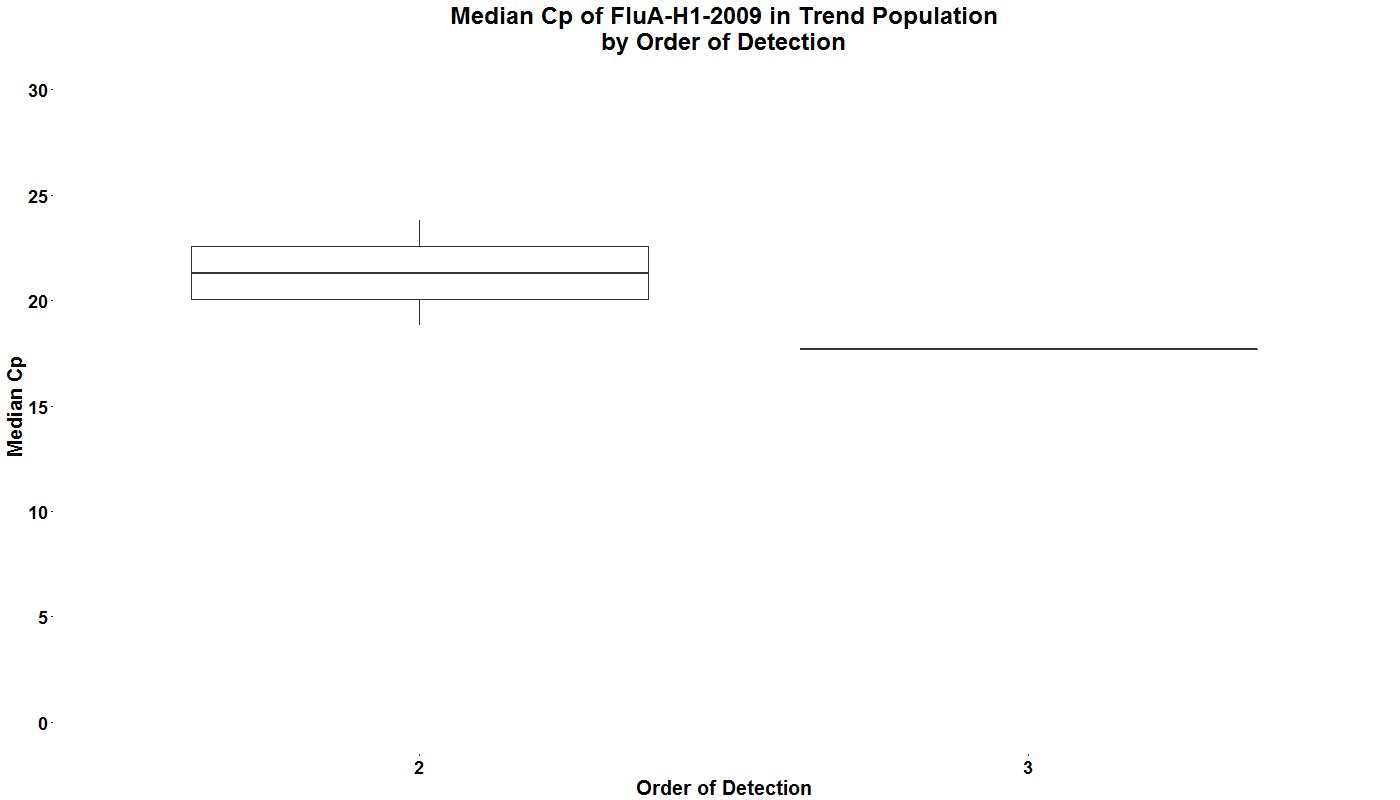 Median Cp of FluA-H1-2009 in Trend Population
by Order of Detection
30
25
20
15
10
5
0
Median Cp
2
3
Order of Detection